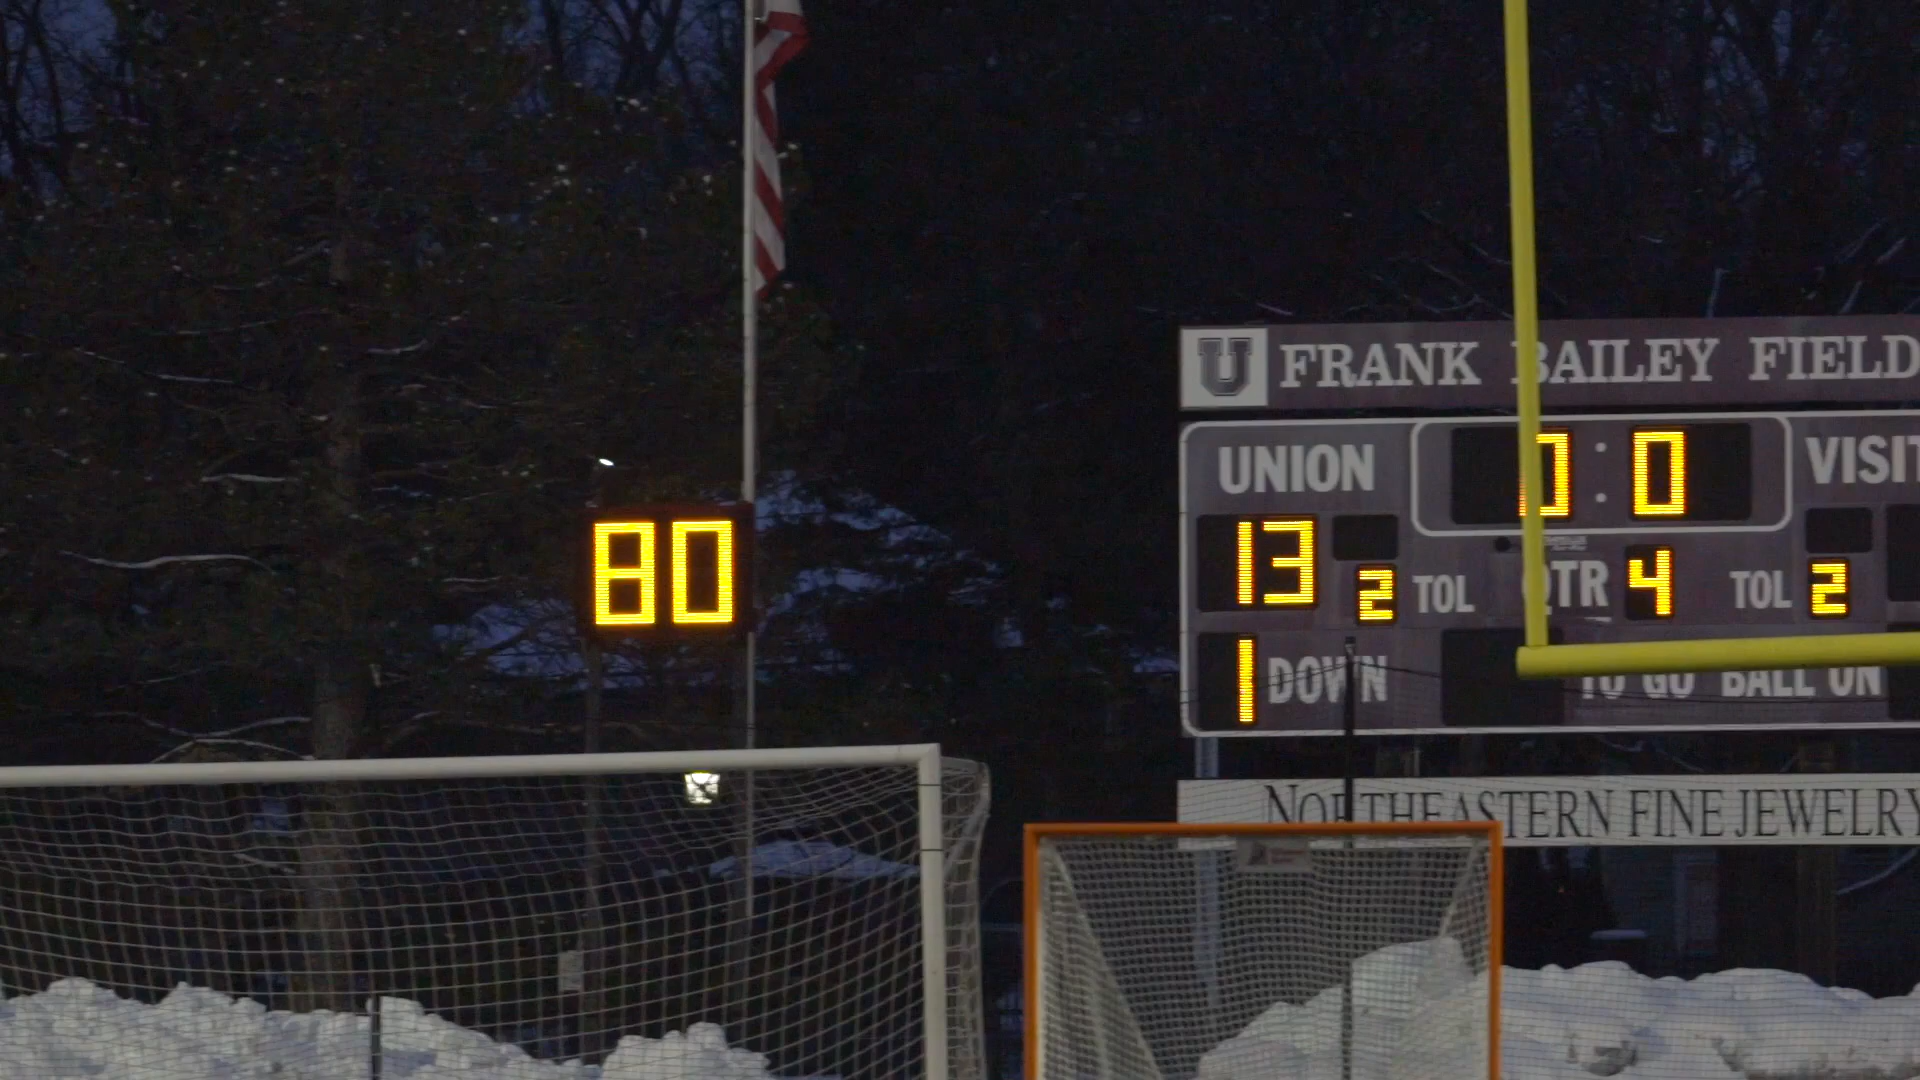 U FRANK BAILEY FIELD
UNION 0:0 VISIT
13 2 TOL QTR 4 TOL 2
1 DOWN TO GO BALL ON
80
NORTHEASTERN FINE JEWELRY